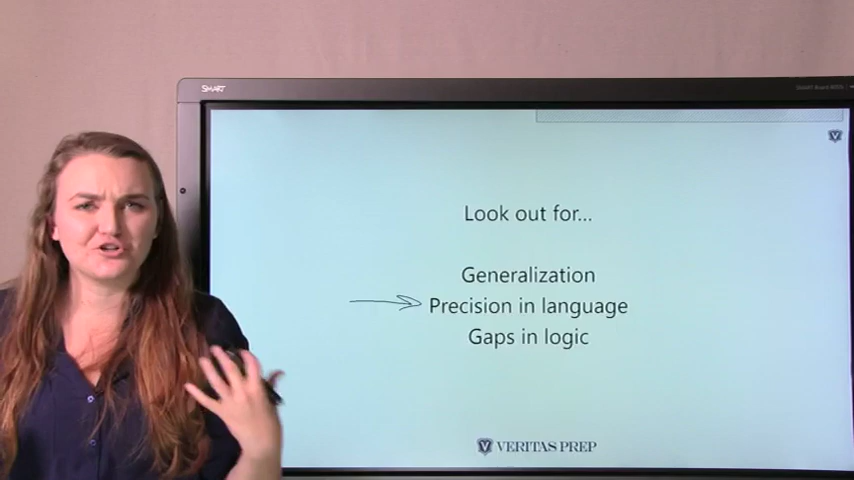 SMART
Look out for...
Generalization
Precision in language
Gaps in logic
VERITAS PREP